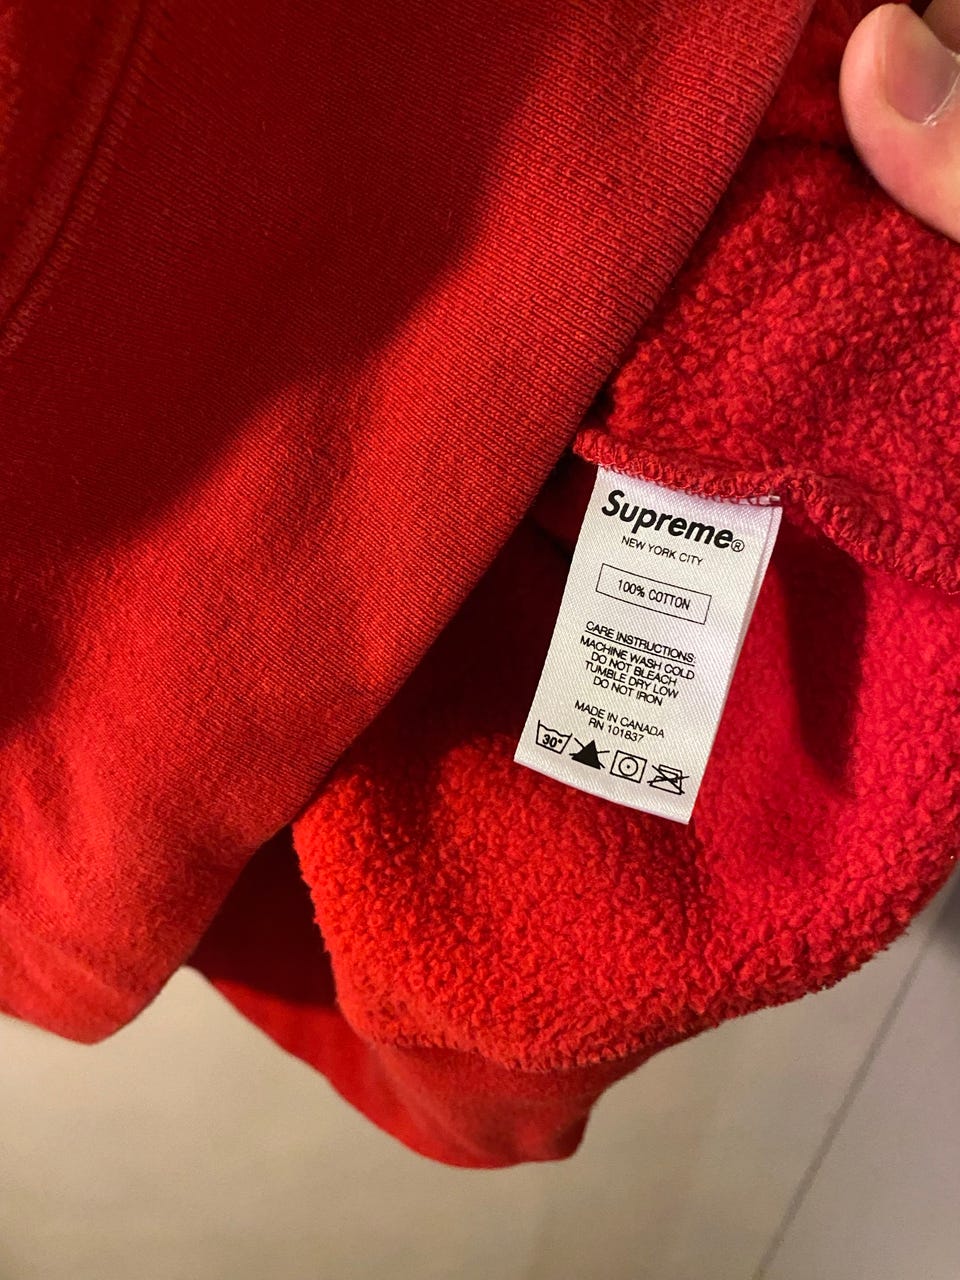 Supreme®
NEW YORK CITY
100% COTTON
CARE INSTRUCTIONS:
MACHINE WASH COLD
DO NOT BLEACH
TUMBLE DRY LOW
DO NOT IRON
MADE IN CANADA
RN 101837
30°